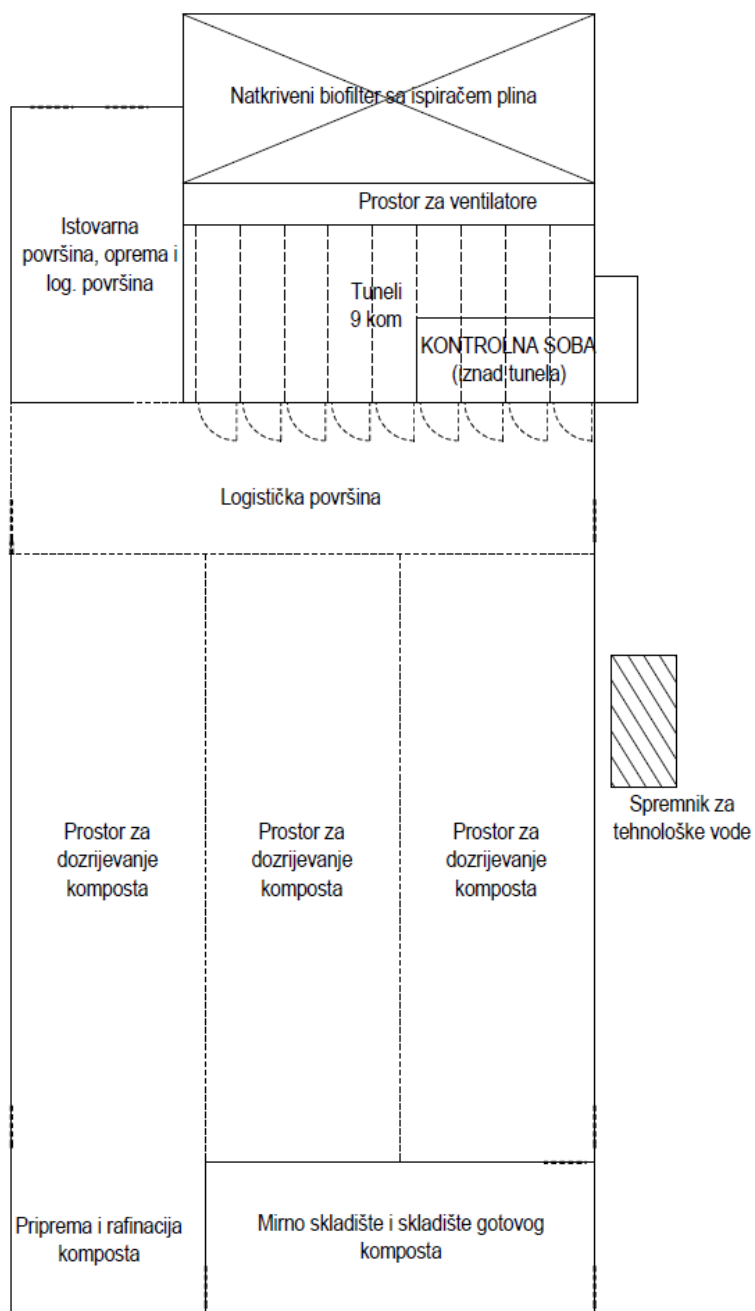 Natkriveni biofilter sa ispiračem plina
Prostor za ventilatore
Istovarna
površina, oprema i
log. površina
Tuneli
9 kom
KONTROLNA SOBA
(iznad tunela)
Logistička površina
Prostor za
dozrijevanje
komposta
Prostor za
dozrijevanje
komposta
Prostor za
dozrijevanje
komposta
Spremnik za
tehnološke vode
Priprema i rafinacija
komposta
Mirno skladište i skladište gotovog
komposta